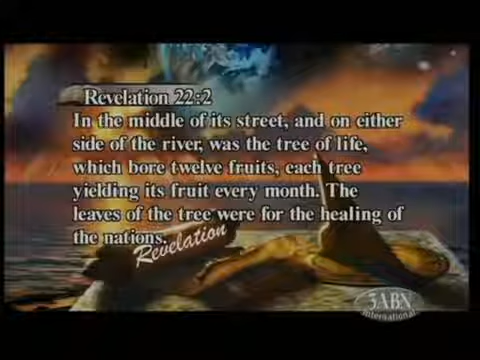 Revelation 22:2
In the middle of its street, and on either
side of the river, was the tree of life,
which bore twelve fruits, each tree
yielding its fruit every month. The
leaves of the tree were for the healing of
the nations.
Revelation
3ABN
International